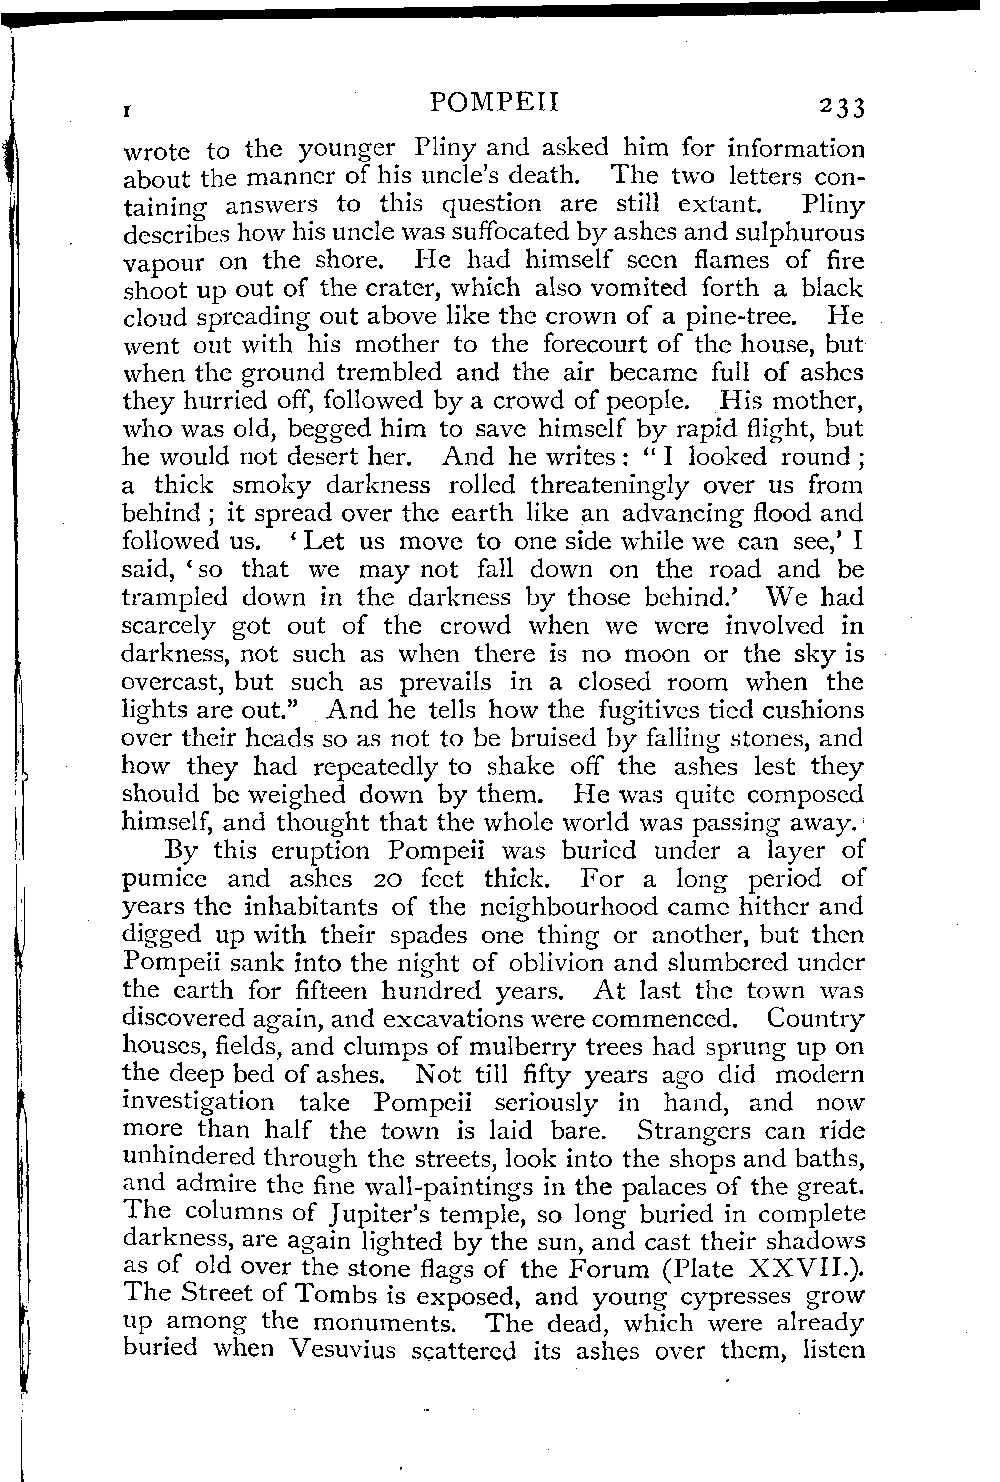 I POMPEII 233
wrote to the younger Pliny and asked him for information
about the manner of his uncle's death. The two letters con-
taining answers to this question are still extant. Pliny
describes how his uncle was suffocated by ashes and sulphurous
vapour on the shore. He had himself seen flames of fire
shoot up out of the crater, which also vomited forth a black
cloud spreading out above like the crown of a pine-tree. He
went out with his mother to the forecourt of the house, but
when the ground trembled and the air became full of ashes
they hurried off, followed by a crowd of people. His mother,
who was old, begged him to save himself by rapid flight, but
he would not desert her. And he writes: "I looked round;
a thick smoky darkness rolled threateningly over us from
behind; it spread over the earth like an advancing flood and
followed us. 'Let us move to one side while we can see,' I
said, 'so that we may not fall down on the road and be
trampled down in the darkness by those behind.' We had
scarcely got out of the crowd when we were involved in
darkness, not such as when there is no moon or the sky is
overcast, but such as prevails in a closed room when the
lights are out." And he tells how the fugitives tied cushions
over their heads so as not to be bruised by falling stones, and
how they had repeatedly to shake off the ashes lest they
should be weighed down by them. He was quite composed
himself, and thought that the whole world was passing away.
By this eruption Pompeii was buried under a layer of
pumice and ashes 20 feet thick. For a long period of
years the inhabitants of the neighbourhood came hither and
digged up with their spades one thing or another, but then
Pompeii sank into the night of oblivion and slumbered under
the earth for fifteen hundred years. At last the town was
discovered again, and excavations were commenced. Country
houses, fields, and clumps of mulberry trees had sprung up on
the deep bed of ashes. Not till fifty years ago did modern
investigation take Pompeii seriously in hand, and now
more than half the town is laid bare. Strangers can ride
unhindered through the streets, look into the shops and baths,
and admire the fine wall-paintings in the palaces of the great.
The columns of Jupiter's temple, so long buried in complete
darkness, are again lighted by the sun, and cast their shadows
as of old over the stone flags of the Forum (Plate XXVII.).
The Street of Tombs is exposed, and young cypresses grow
up among the monuments. The dead, which were already
buried when Vesuvius scattered its ashes over them, listen